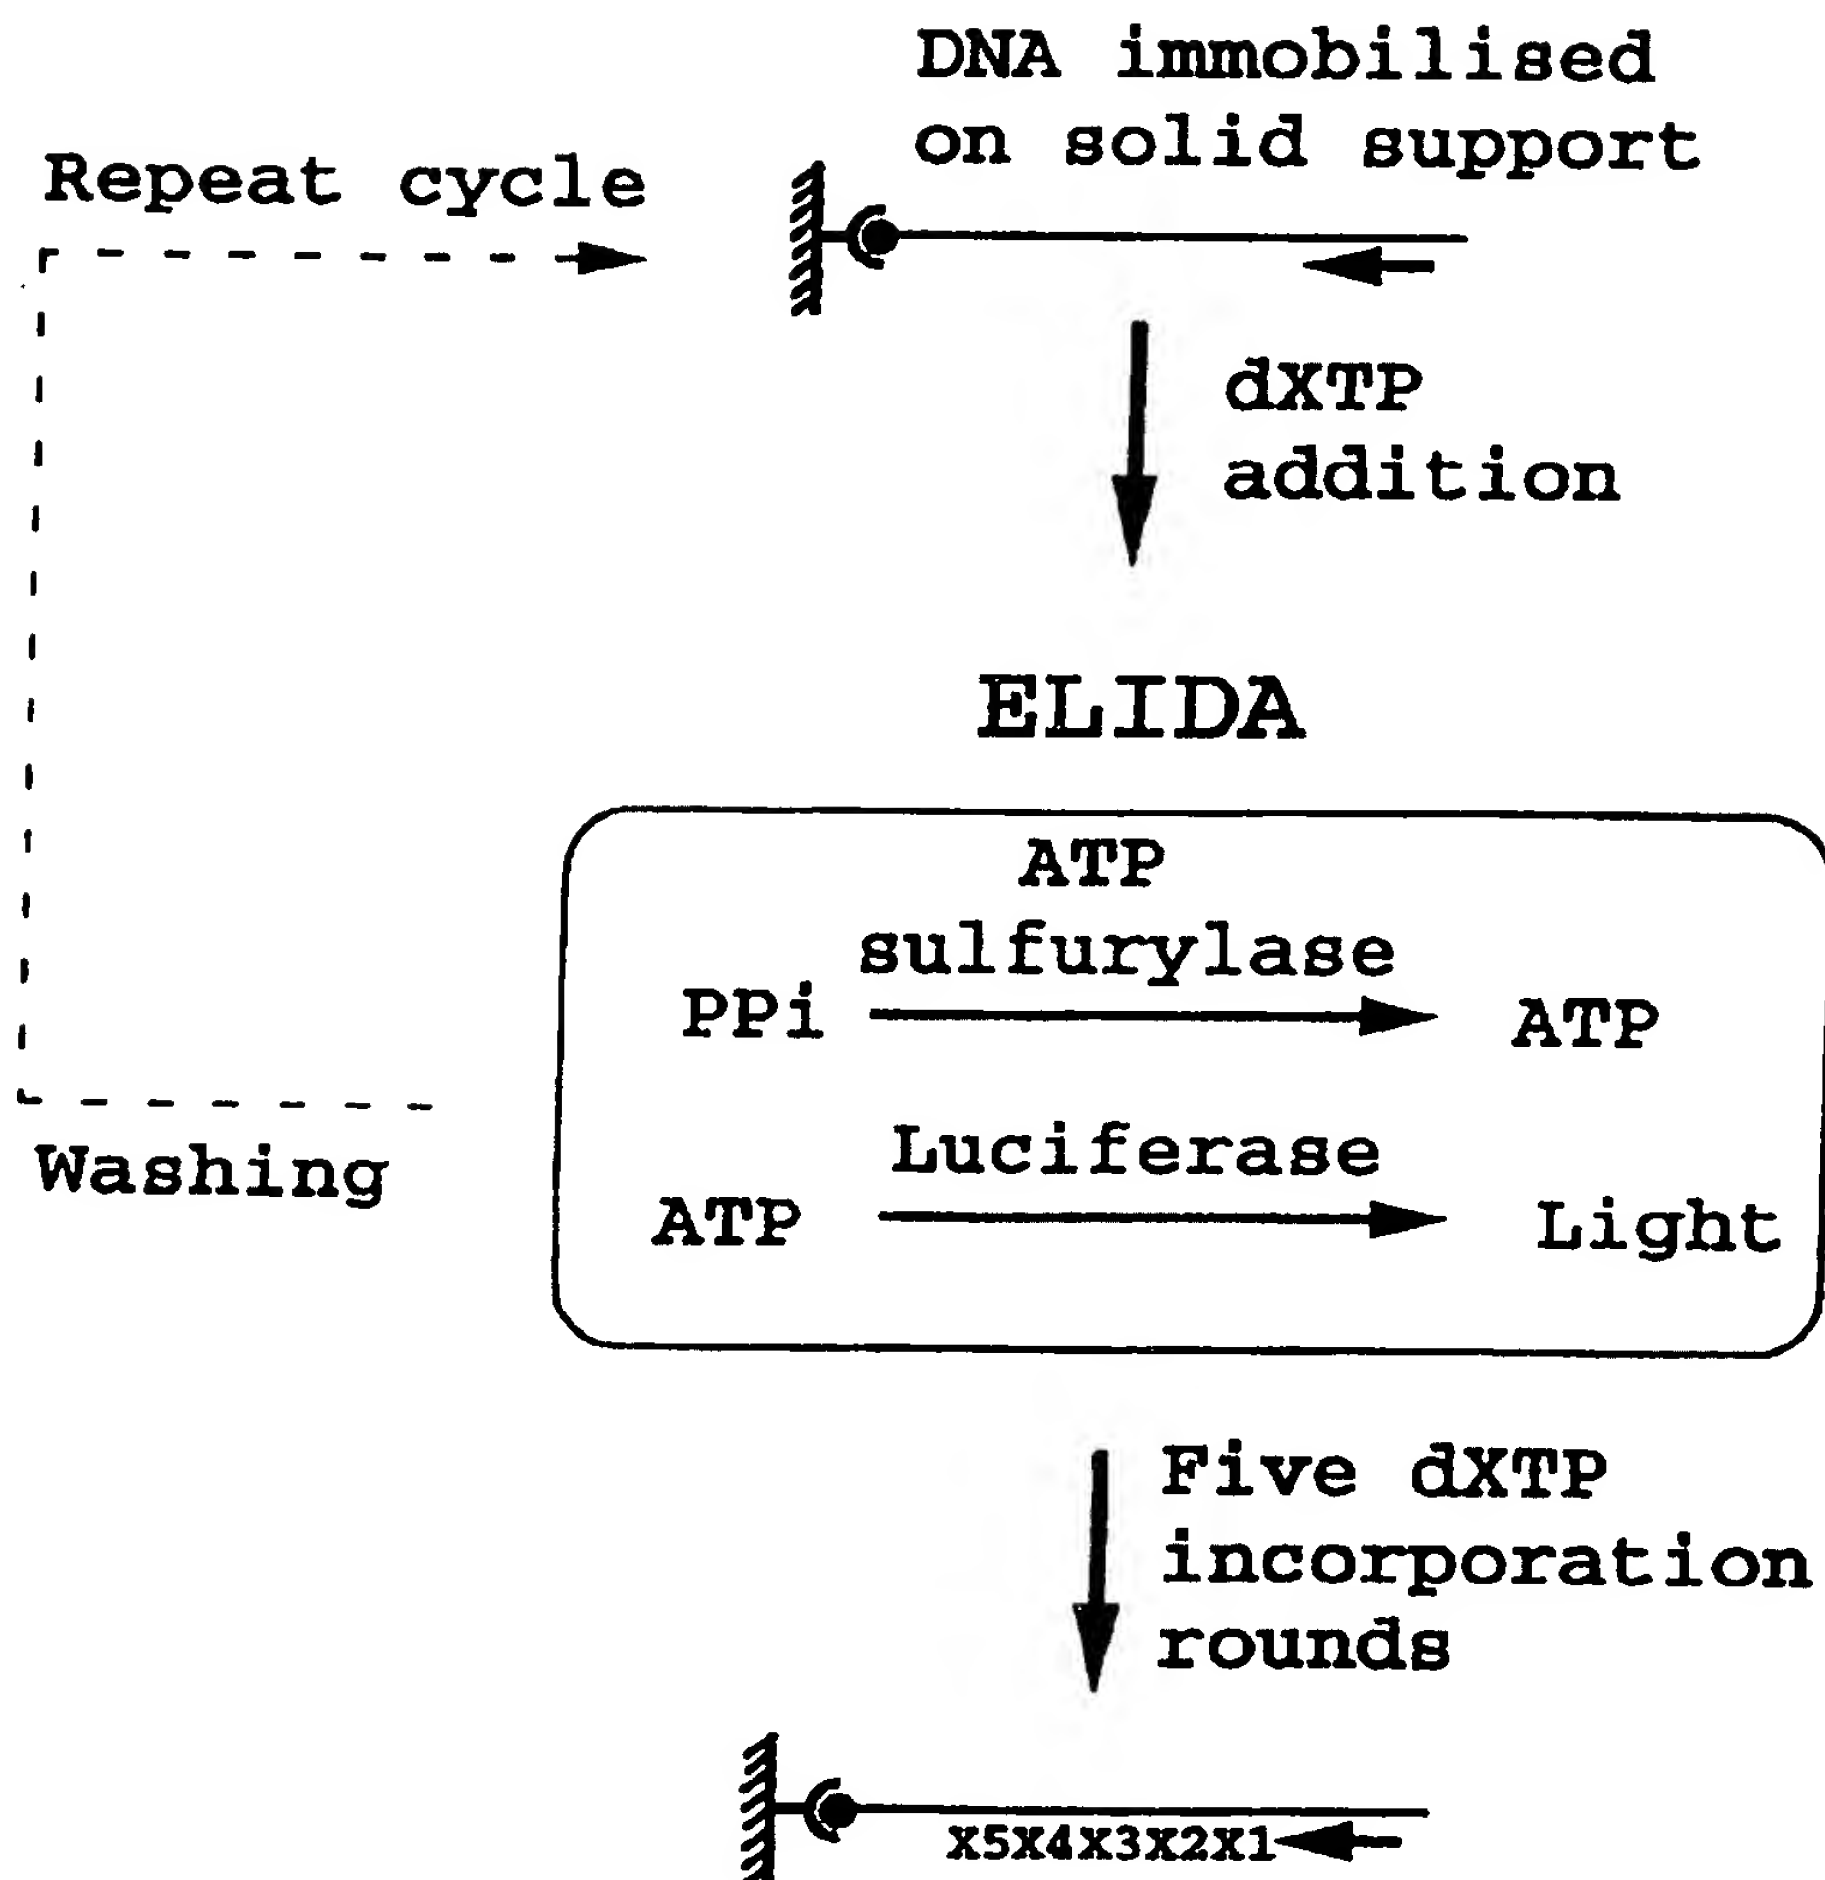 DNA immobilised
on solid support
Repeat cycle
dXTP
addition
ELIDA
ATP
sulfurylase
PPi
ATP
Luciferase
ATP
Light
Washing
Five dXTP
incorporation
rounds
X5X4X3X2X1